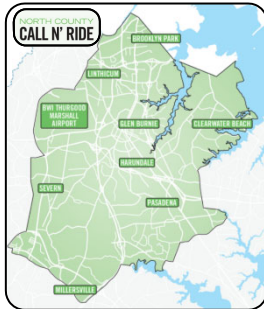 NORTH COUNTY
CALL N' RIDE
BROOKLYN PARK
LINTHICUM
BWI THURGOOD
MARSHALL
AIRPORT
GLEN BURNIE
CLEARWATER BEACH
HARUNDALE
SEVERN
PASADENA
MILLERSVILLE